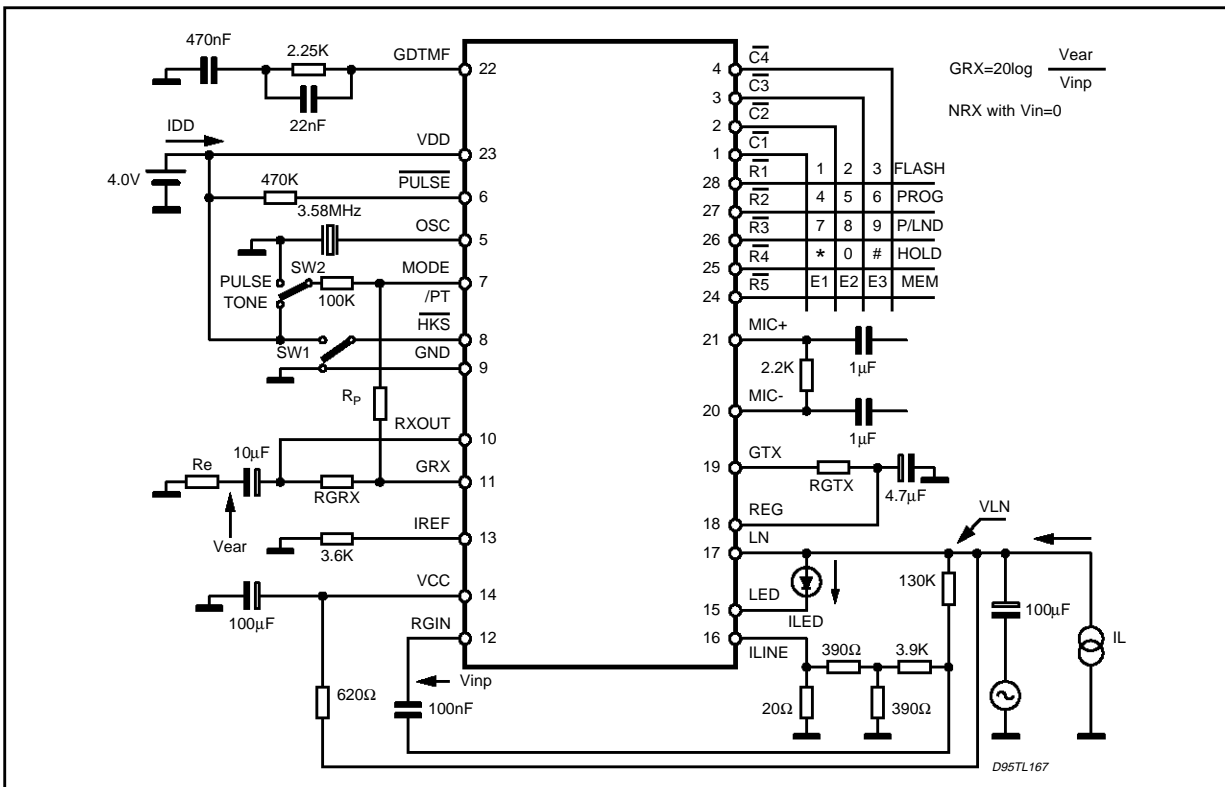 470nF
2.25K
GDTMF
22
22nF
IDD
VDD
23
4.0V
470K
PULSE
6
3.58MHz
OSC
5
PULSE
SW2
MODE
7
TONE
100K
/PT
HKS
8
SW1
GND
9
RP
RXOUT
10
Re
10µF
GRX
11
RGRX
Vear
IREF
13
3.6K
VCC
14
100µF
RGIN
12
Vinp
620Ω
100nF
4
C4
3
C3
2
C2
1
C1
28
R1
1 2 3 FLASH
27
R2
4 5 6 PROG
26
R3
7 8 9 P/LND
25
R4
* 0 # HOLD
24
R5
E1 E2 E3 MEM
GRX=20log Vear
Vinp
NRX with Vin=0
21
MIC+
2.2K
1µF
20
MIC-
1µF
19
GTX
RGTX
4.7µF
18
REG
VLN
17
LN
130K
LED
15
ILED
100µF
IL
16
ILINE
390Ω
3.9K
20Ω
390Ω
D95TL167